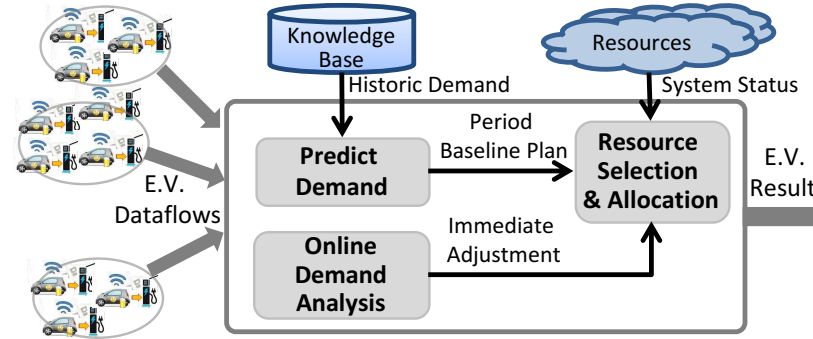 Knowledge
Base
Resources
Historic Demand
System Status
Predict
Demand
Period
Baseline Plan
Resource
Selection
& Allocation
E.V.
Result
E.V.
Dataflows
Online
Demand
Analysis
Immediate
Adjustment